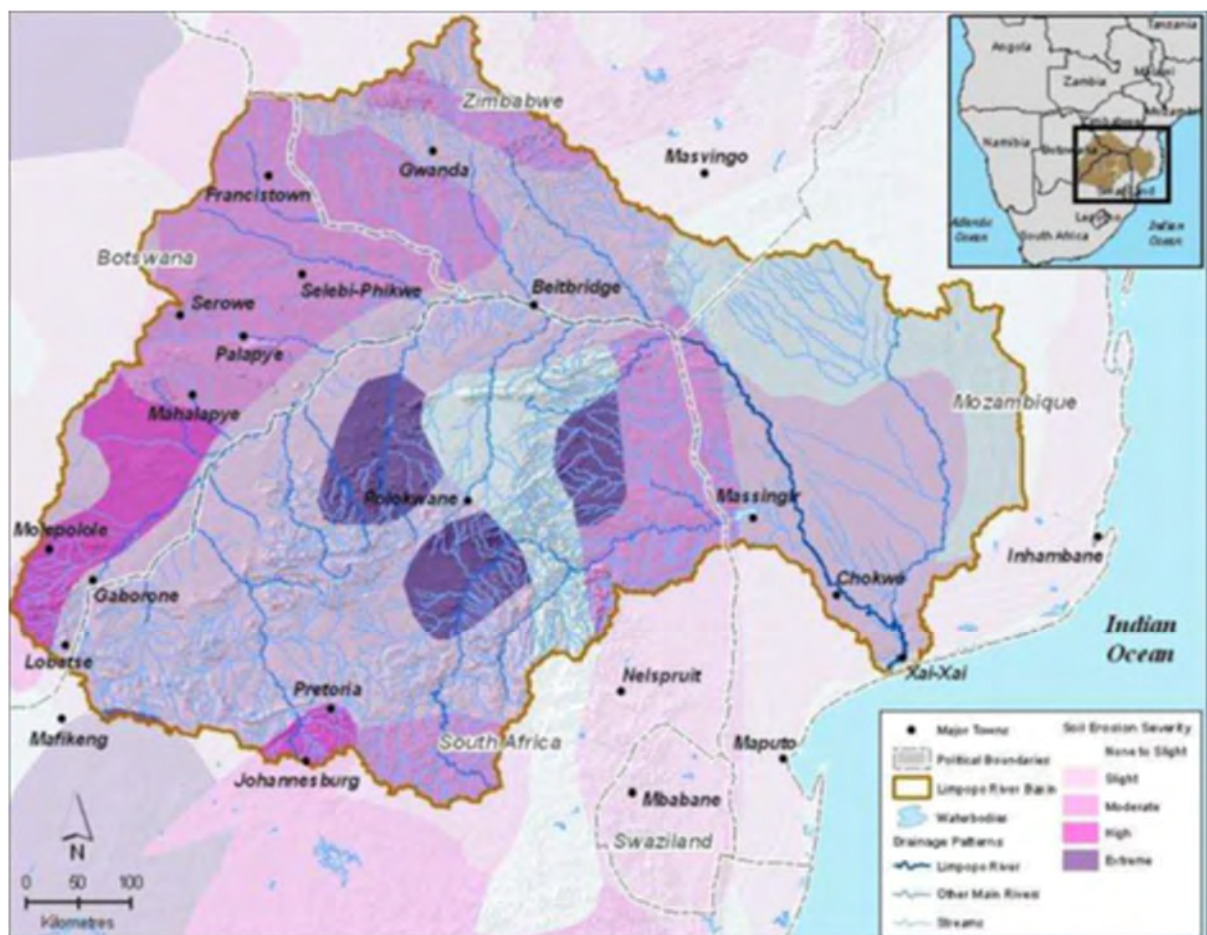 Zimbabwe
Masvingo
Gwanda
Francistown
Botswana
Selebi-Phikwe
Beitbridge
Serowe
Palapye
Mahalapye
Mozambique
Polokwane
Massingir
Molepolole
Inhambane
Gaborone
Chokwe
Lobatse
Xai-Xai
Indian
Ocean
Nelspruit
Pretoria
Mafikeng
South Africa
Johannesburg
Maputo
Mbabane
Swaziland
N
0 50 100
Kilometres
Tanzania
Angola
Zambia
Malawi
Zimbabwe
Namibia
Botswana
Swaziland
Lesotho
South Africa
Atlantic
Ocean
Indian
Ocean
Major Towns
Political Boundaries
Limpopo River Basin
Waterbodies
Drainage Patterns
Limpopo River
Other Main Rivers
Streams
Soil Erosion Severity
None to Slight
Slight
Moderate
High
Extreme